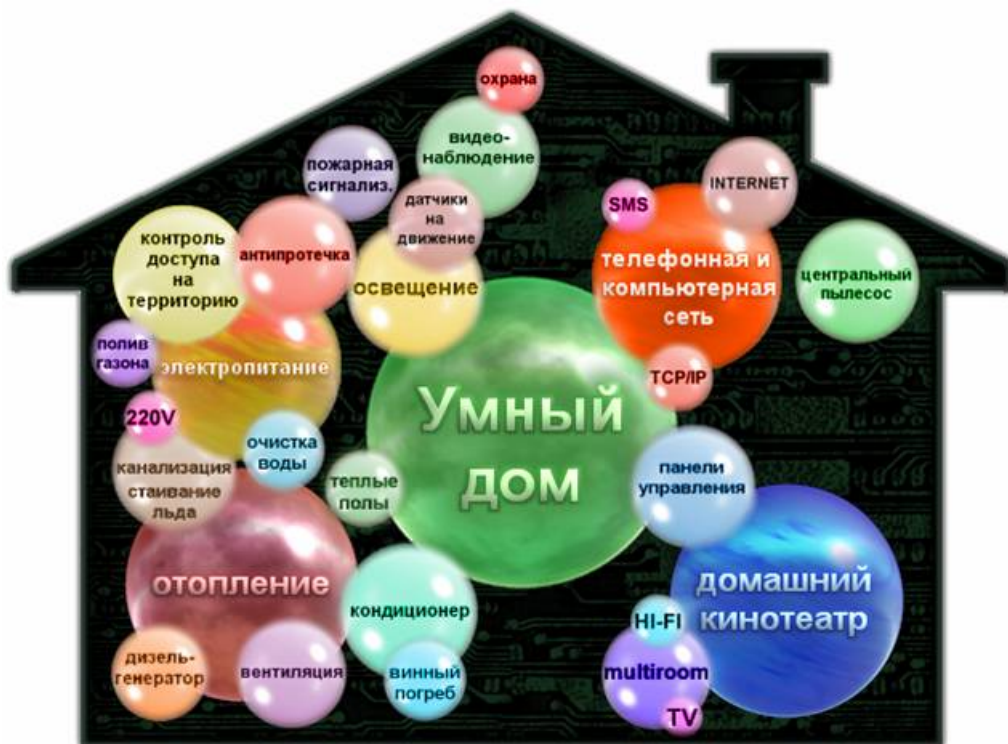 охрана
видео-
наблюдение
пожарная
сигнализ.
датчики
на
движение
SMS
INTERNET
контроль
доступа
на
территорию
антипротечка
освещение
телефонная и
компьютерная
сеть
центральный
пылесос
полив
газона
электропитание
TCP/IP
Умный
дом
220V
очистка
воды
канализация
стаивание
льда
теплые
полы
панели
управления
отопление
домашний
кинотеатр
кондиционер
HI-FI
дизель-
генератор
вентиляция
винный
погреб
multiroom
TV